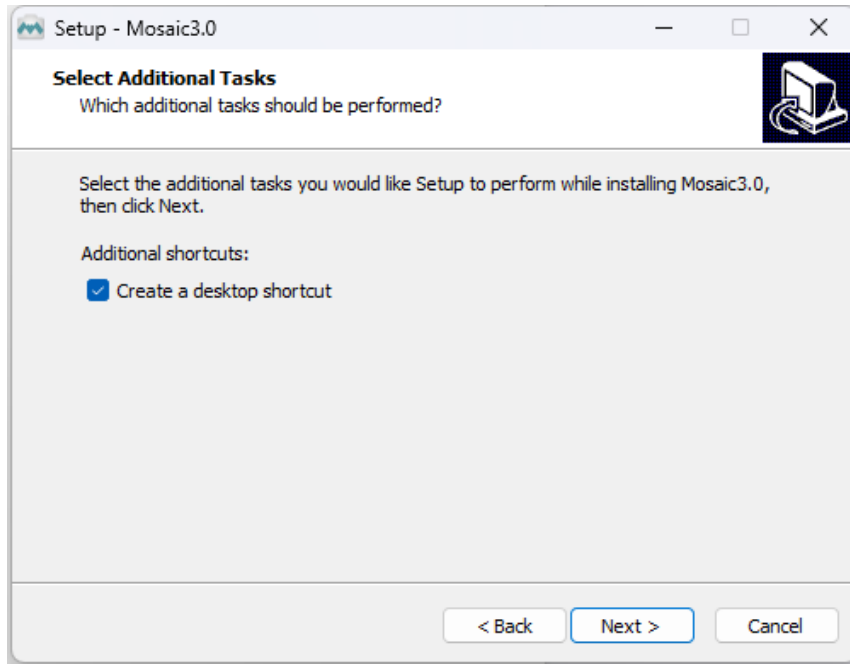 Setup - Mosaic3.0
Select Additional Tasks
Which additional tasks should be performed?
Select the additional tasks you would like Setup to perform while installing Mosaic3.0,
then click Next.
Additional shortcuts:
Create a desktop shortcut
< Back
Next >
Cancel